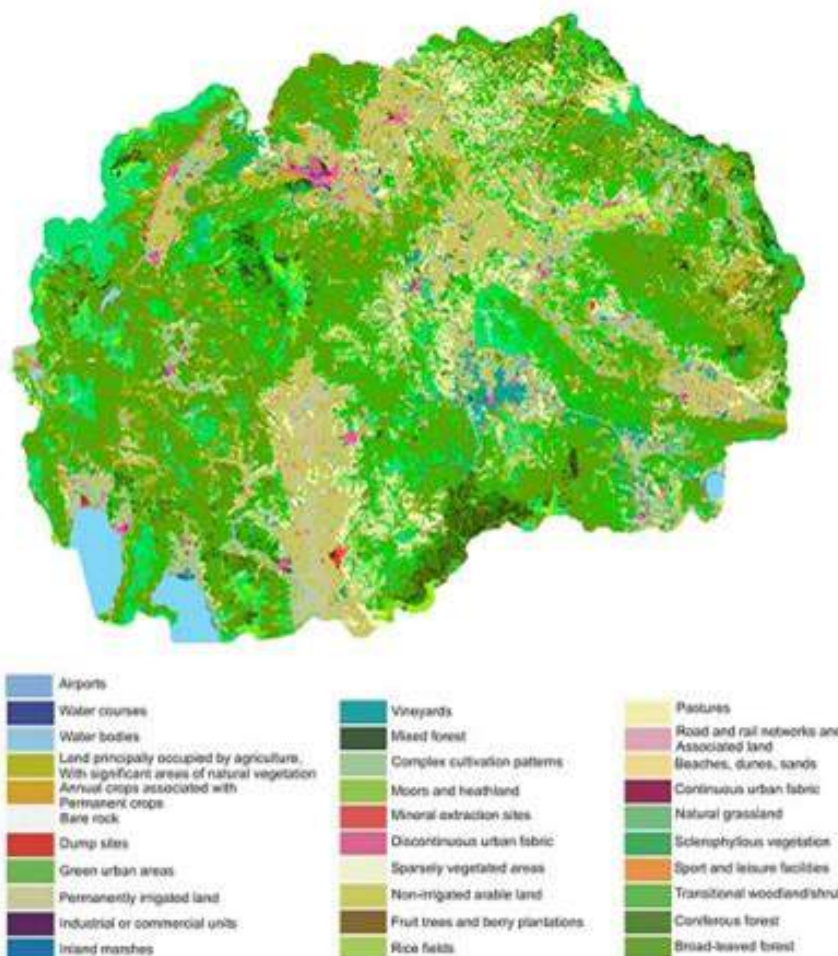 Airports
Water courses
Water bodies
Land principally occupied by agriculture,
With significant areas of natural vegetation
Annual crops associated with
Permanent crops
Bare rock
Dump sites
Green urban areas
Permanently irrigated land
Industrial or commercial units
Inland marshes
Vineyards
Mixed forest
Complex cultivation patterns
Moors and heathland
Mineral extraction sites
Discontinuous urban fabric
Sparsely vegetated areas
Non-irrigated arable land
Fruit trees and berry plantations
Rice fields
Pastures
Road and rail networks and
Associated land
Beaches, dunes, sands
Continuous urban fabric
Natural grassland
Sclerophyllous vegetation
Sport and leisure facilities
Transitional woodland/shrub
Coniferous forest
Broad-leaved forest